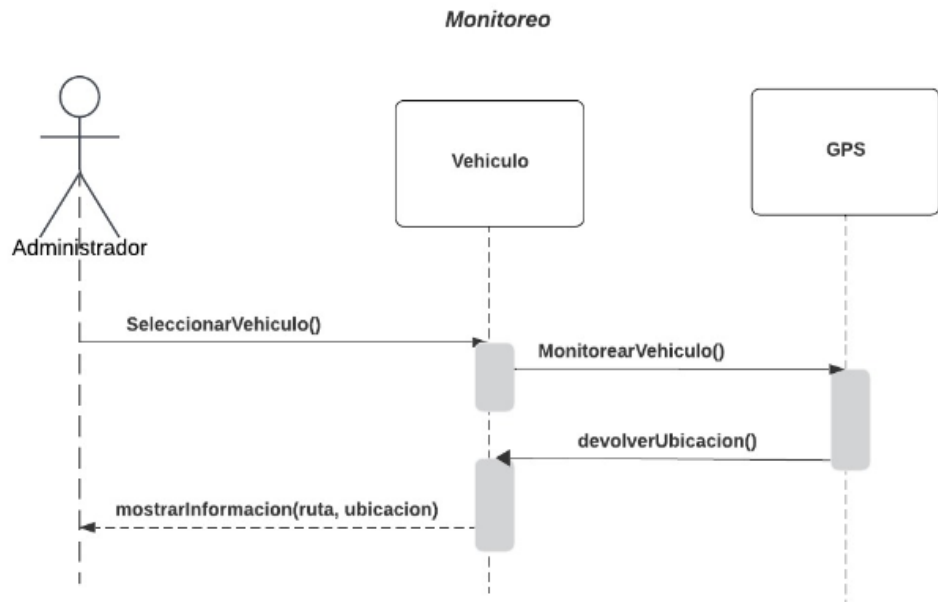 Monitoreo
Vehiculo
GPS
Administrador
SeleccionarVehiculo()
MonitorearVehiculo()
devolverUbicacion()
mostrarInformacion(ruta, ubicacion)